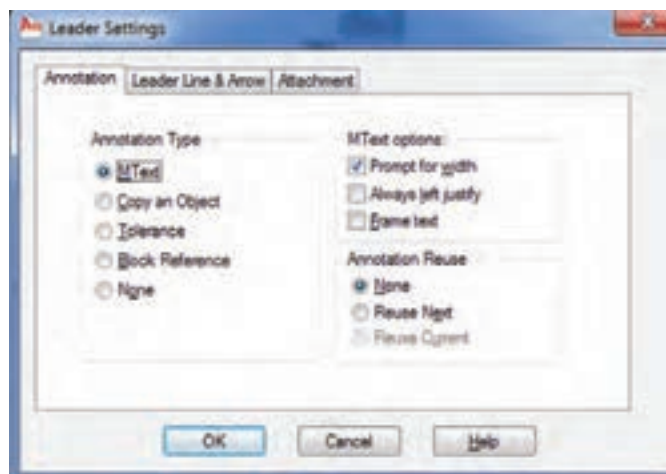 Leader Settings
Annotation
Leader Line & Arrow
Attachment
Annotation Type
MText
Copy an Object
Tolerance
Block Reference
None
MText options:
Prompt for width
Always left justify
Frame text
Annotation Reuse
None
Reuse Next
Reuse Current
OK
Cancel
Help